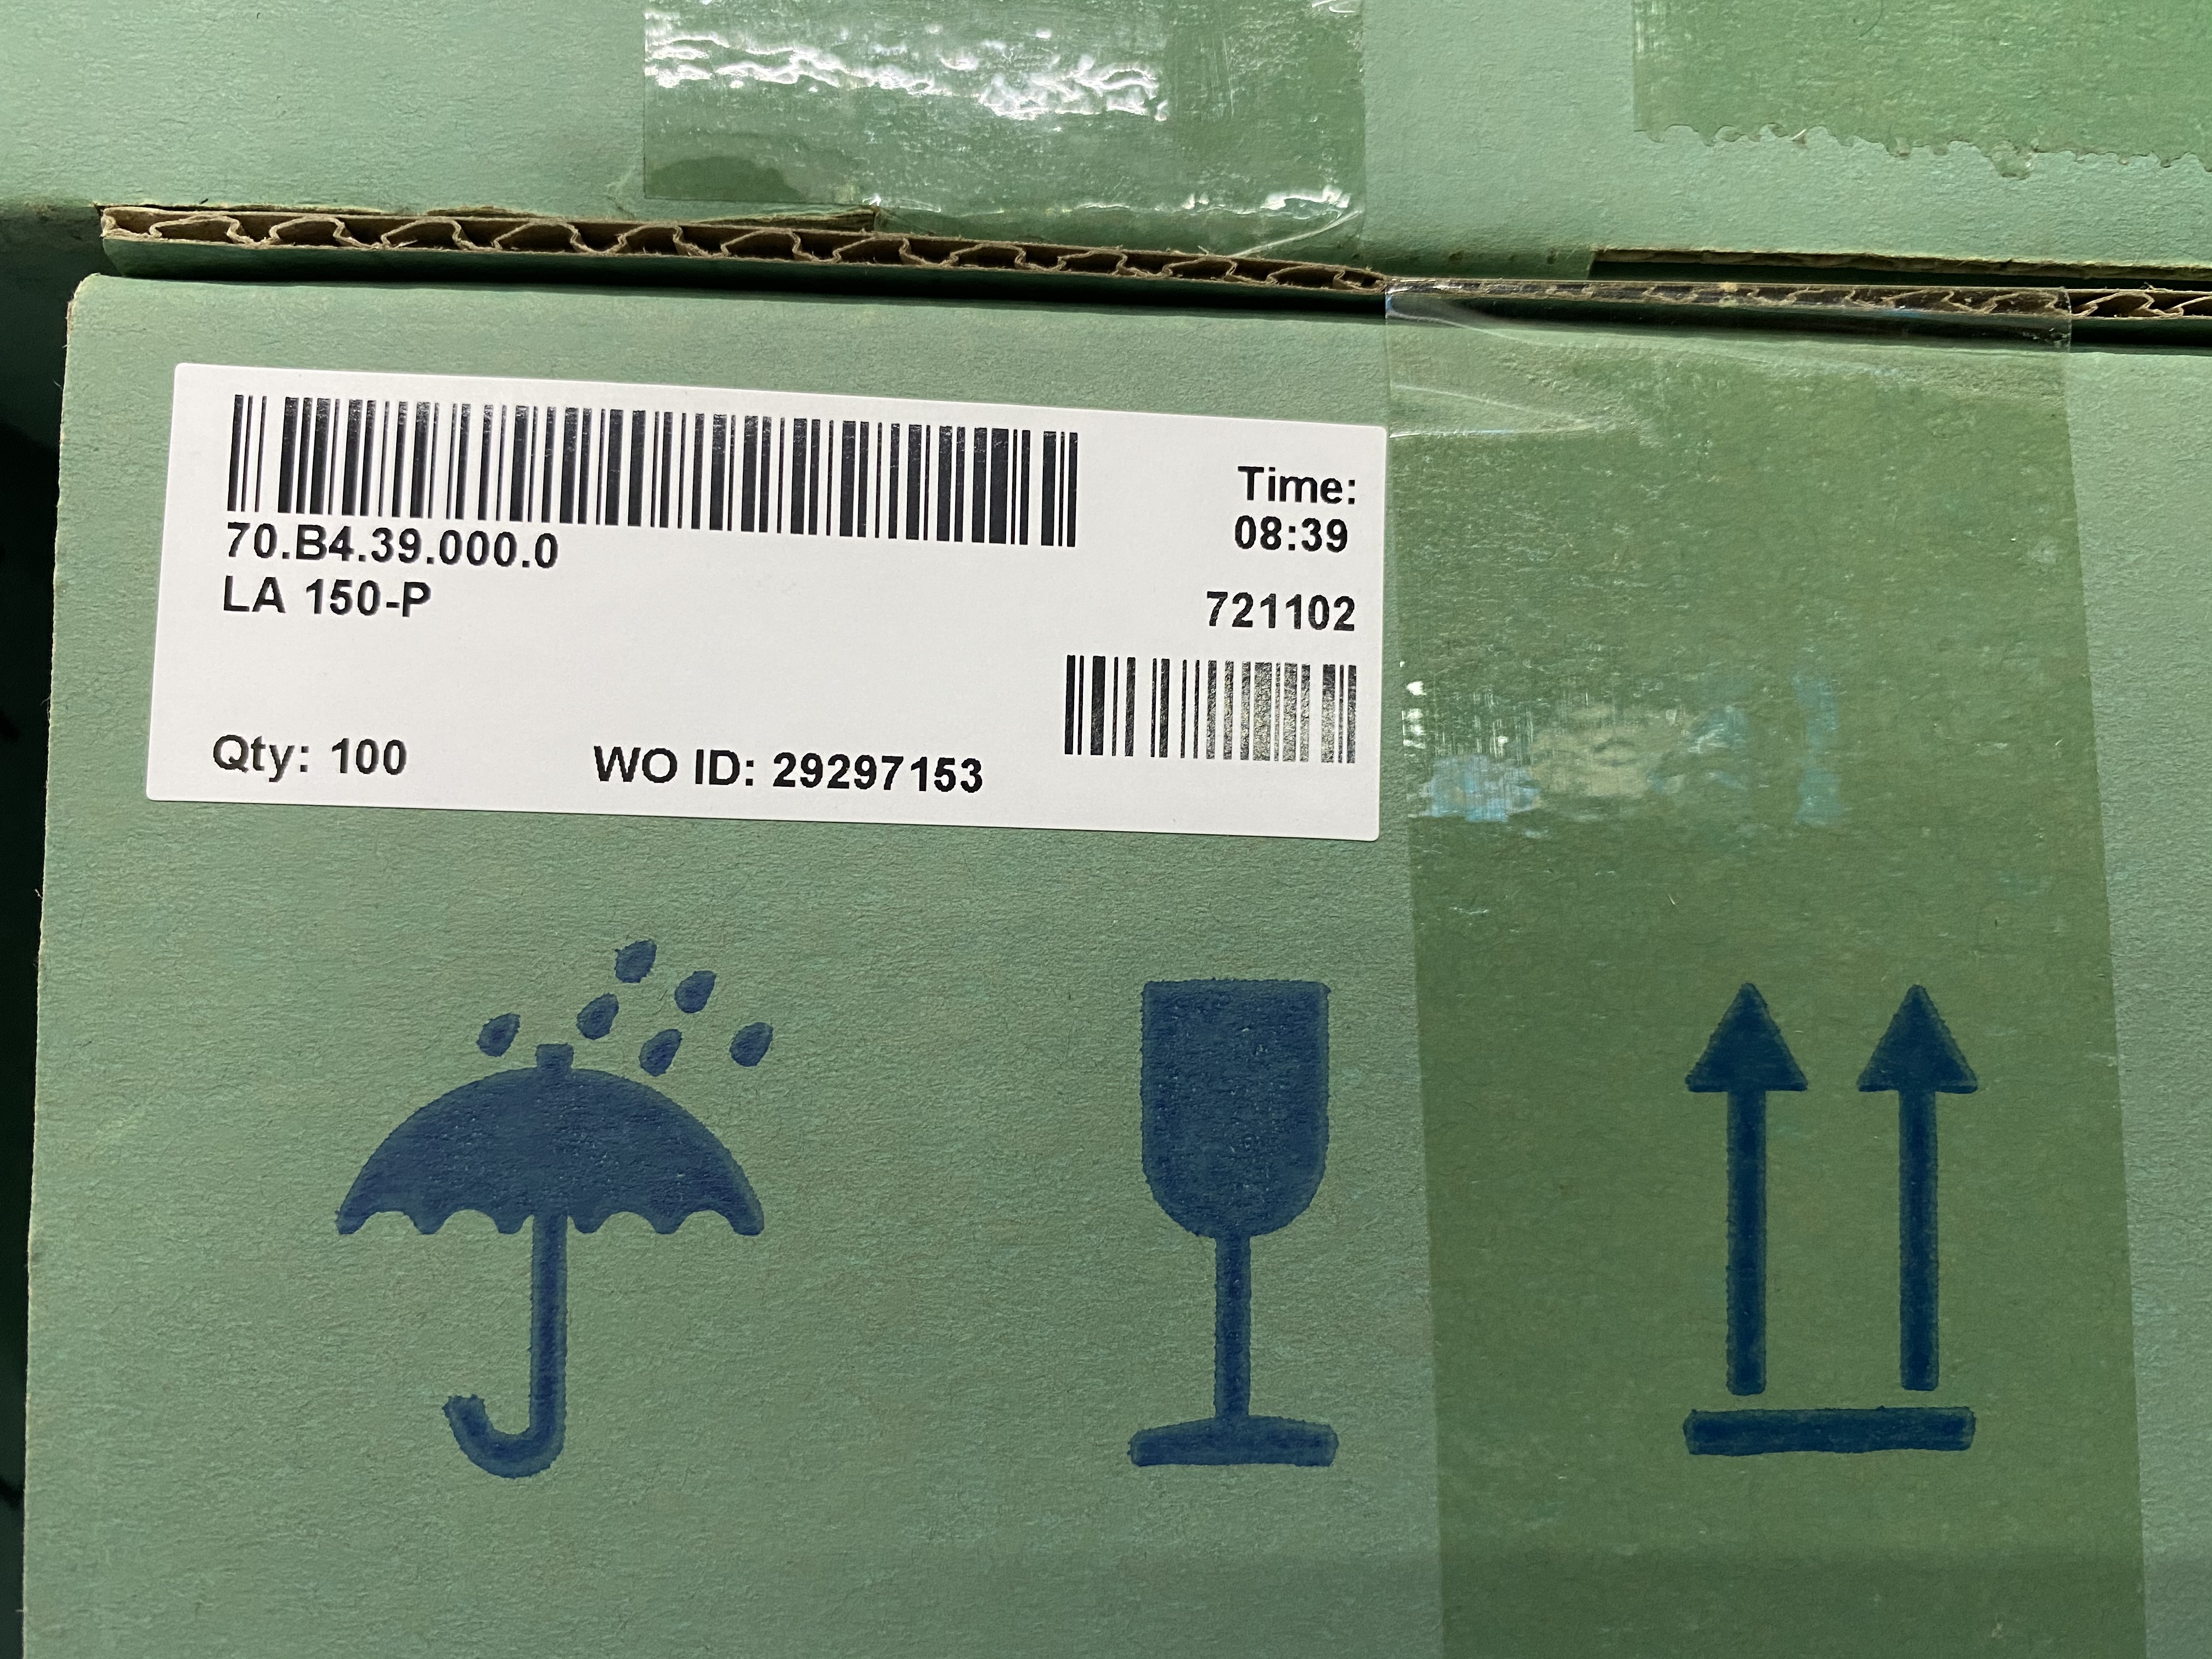 70.B4.39.000.0
LA 150-P
Time:
08:39
721102
Qty: 100
WO ID: 29297153